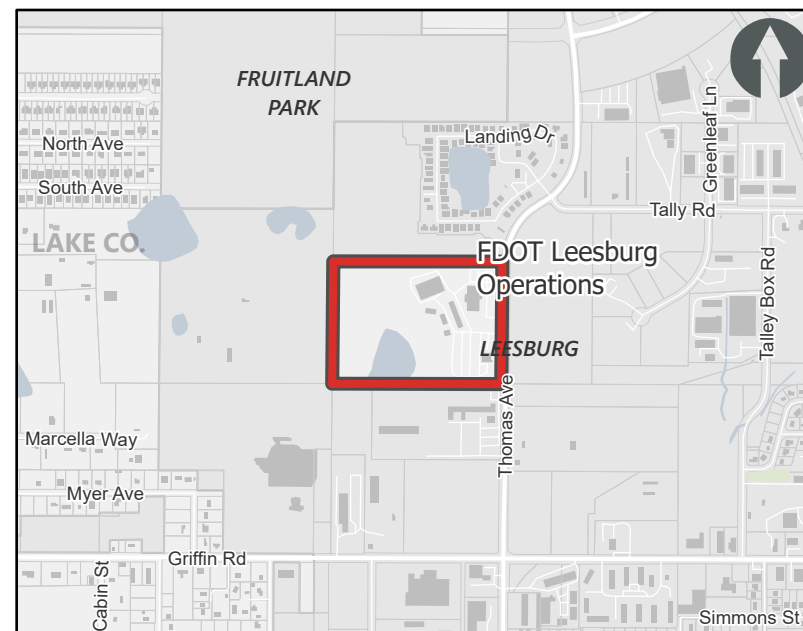 FRUITLAND
PARK
Greenleaf Ln
Landing Dr
North Ave
South Ave
Tally Rd
LAKE CO.
FDOT Leesburg
Operations
Talley Box Rd
LEESBURG
Thomas Ave
Marcella Way
Myer Ave
Griffin Rd
Cabin St
Simmons St